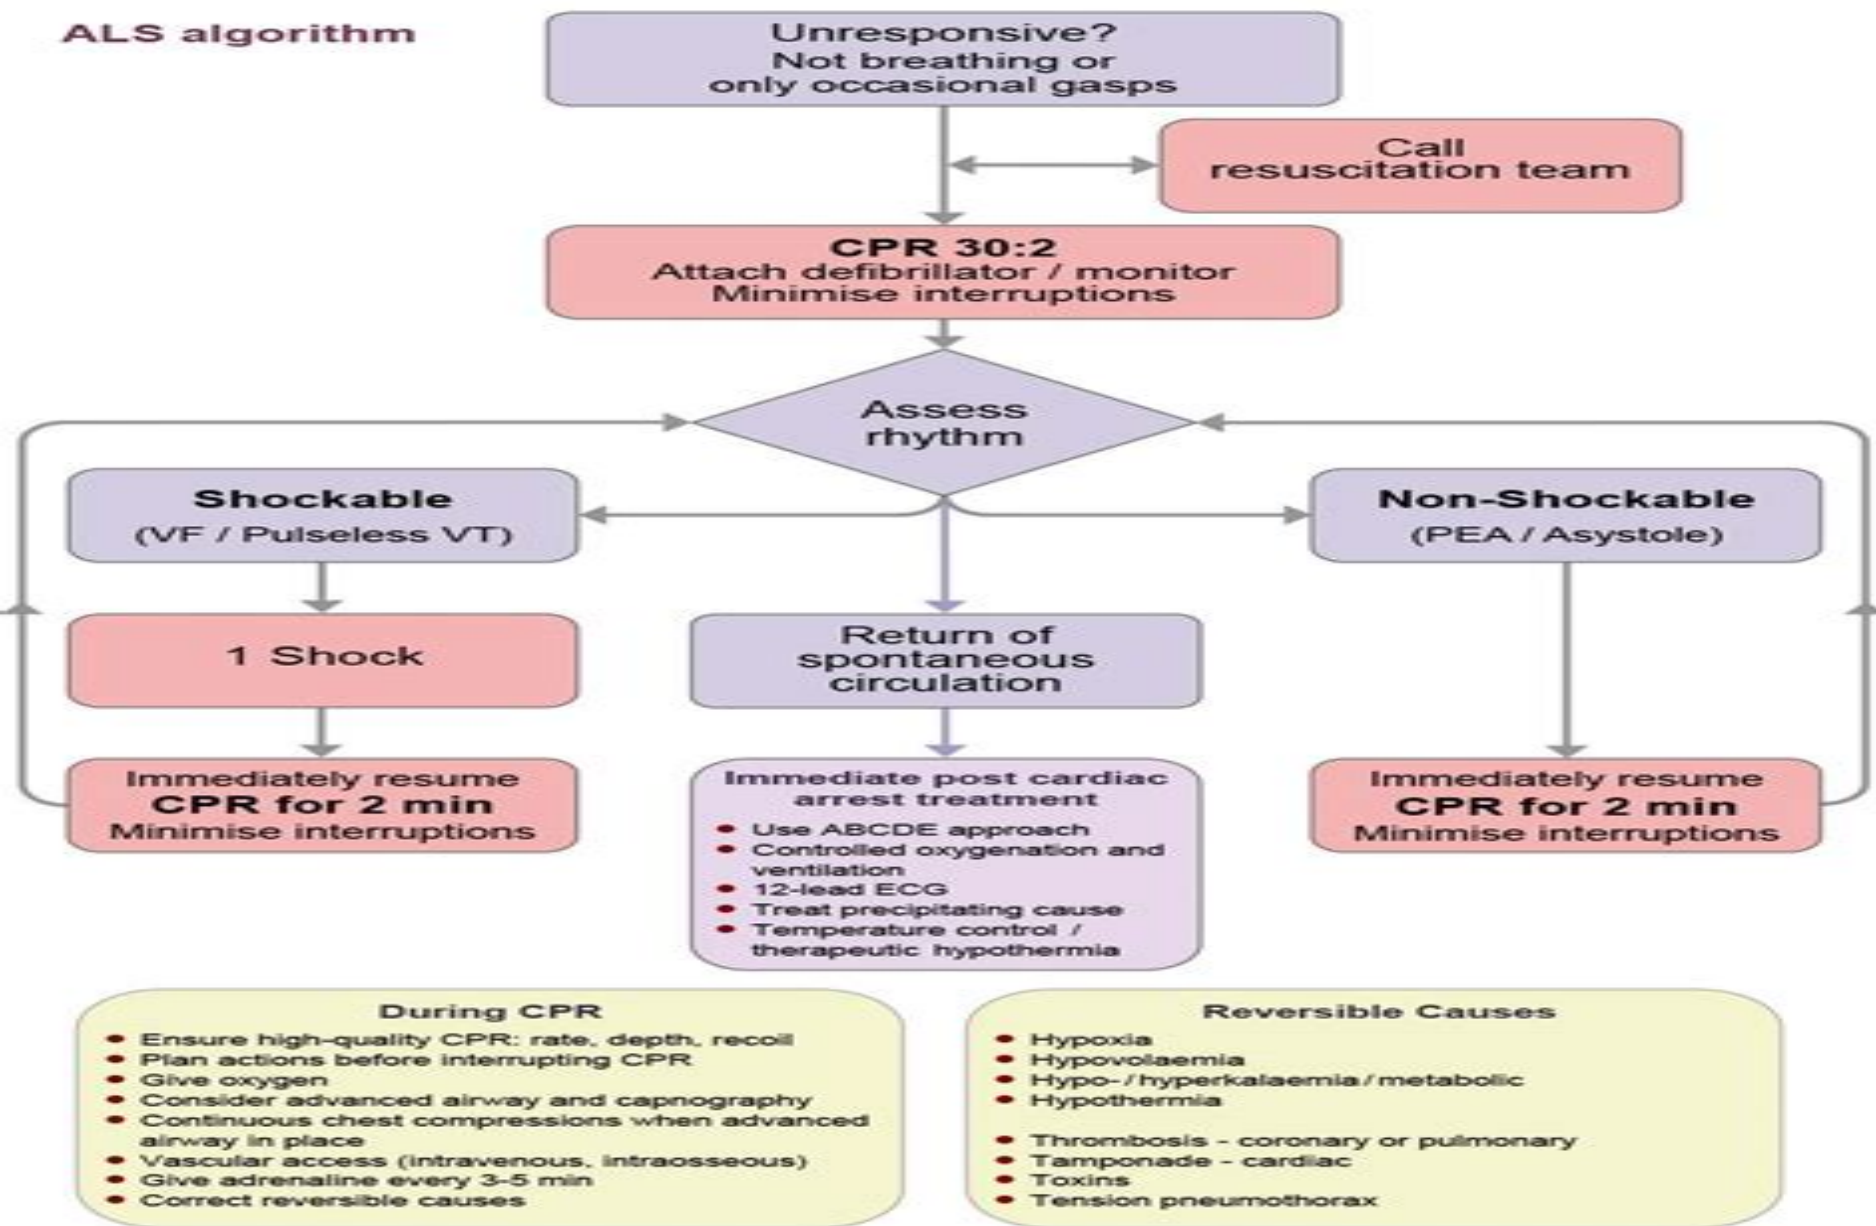 ALS algorithm
Unresponsive?
Not breathing or
only occasional gasps
Call
resuscitation team
CPR 30:2
Attach defibrillator / monitor
Minimise interruptions
Assess
rhythm
Shockable
(VF / Pulseless VT)
Non-Shockable
(PEA / Asystole)
1 Shock
Return of
spontaneous
circulation
Immediately resume
CPR for 2 min
Minimise interruptions
Immediate post cardiac
arrest treatment
• Use ABCDE approach
• Controlled oxygenation and
ventilation
• 12-lead ECG
• Treat precipitating cause
• Temperature control /
therapeutic hypothermia
Immediately resume
CPR for 2 min
Minimise interruptions
During CPR
• Ensure high-quality CPR: rate, depth, recoil
• Plan actions before interrupting CPR
• Give oxygen
• Consider advanced airway and capnography
• Continuous chest compressions when advanced
airway in place
• Vascular access (intravenous, intraosseous)
• Give adrenaline every 3-5 min
• Correct reversible causes
Reversible Causes
• Hypoxia
• Hypovolaemia
• Hypo- / hyperkalaemia / metabolic
• Hypothermia
• Thrombosis - coronary or pulmonary
• Tamponade - cardiac
• Toxins
• Tension pneumothorax